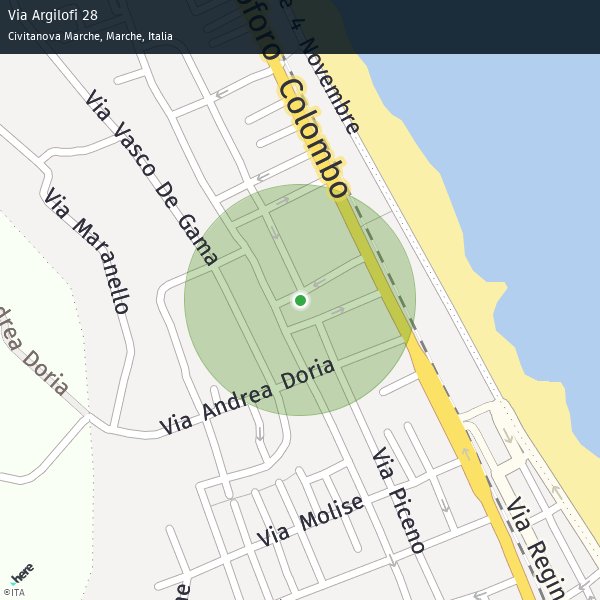 Via Argilofi 28
Civitanova Marche, Marche, Italia
oforo Colombo
e 4 Novembre
Via Vasco De Gama
Via Maranello
drea Doria
Via Andrea Doria
Via Piceno
Via Molise
Via Regin
ne
here
©ITA